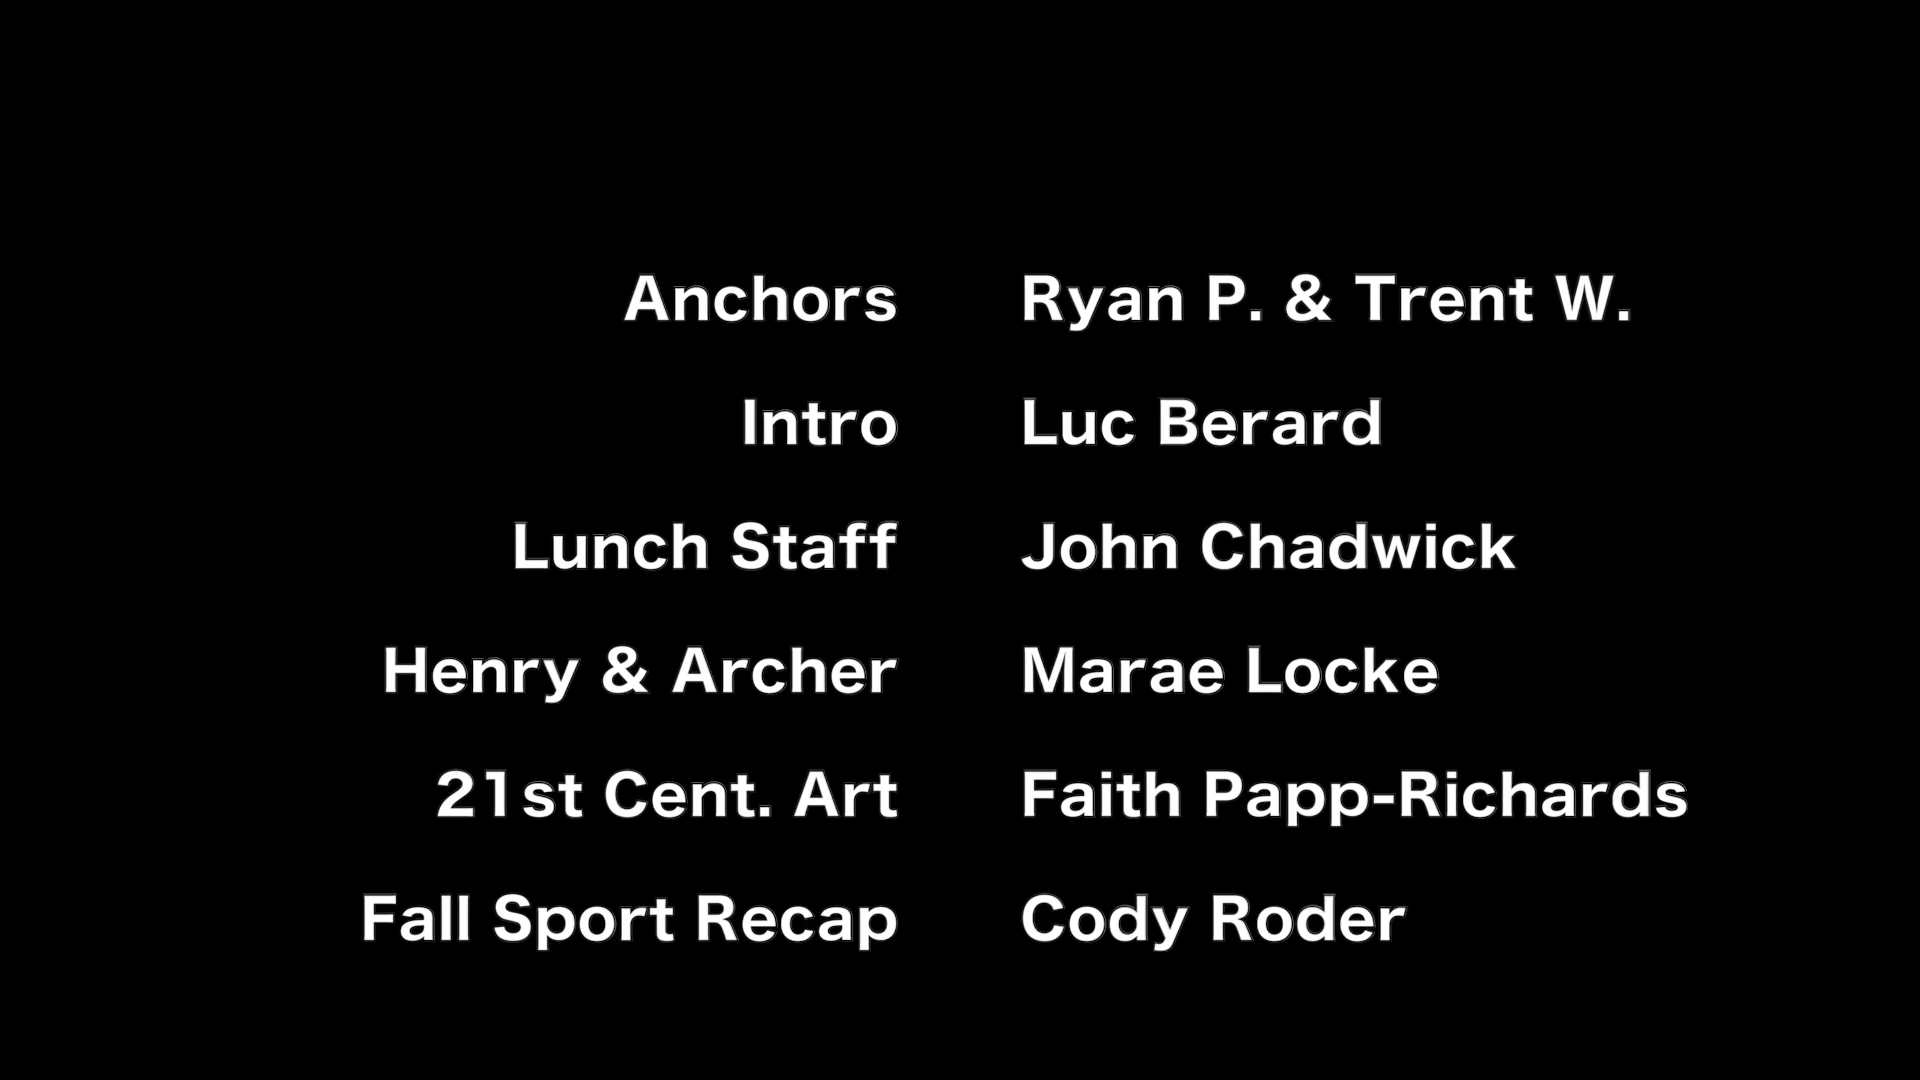 Anchors Ryan P. & Trent W.
Intro Luc Berard
Lunch Staff John Chadwick
Henry & Archer Marae Locke
21st Cent. Art Faith Papp-Richards
Fall Sport Recap Cody Roder